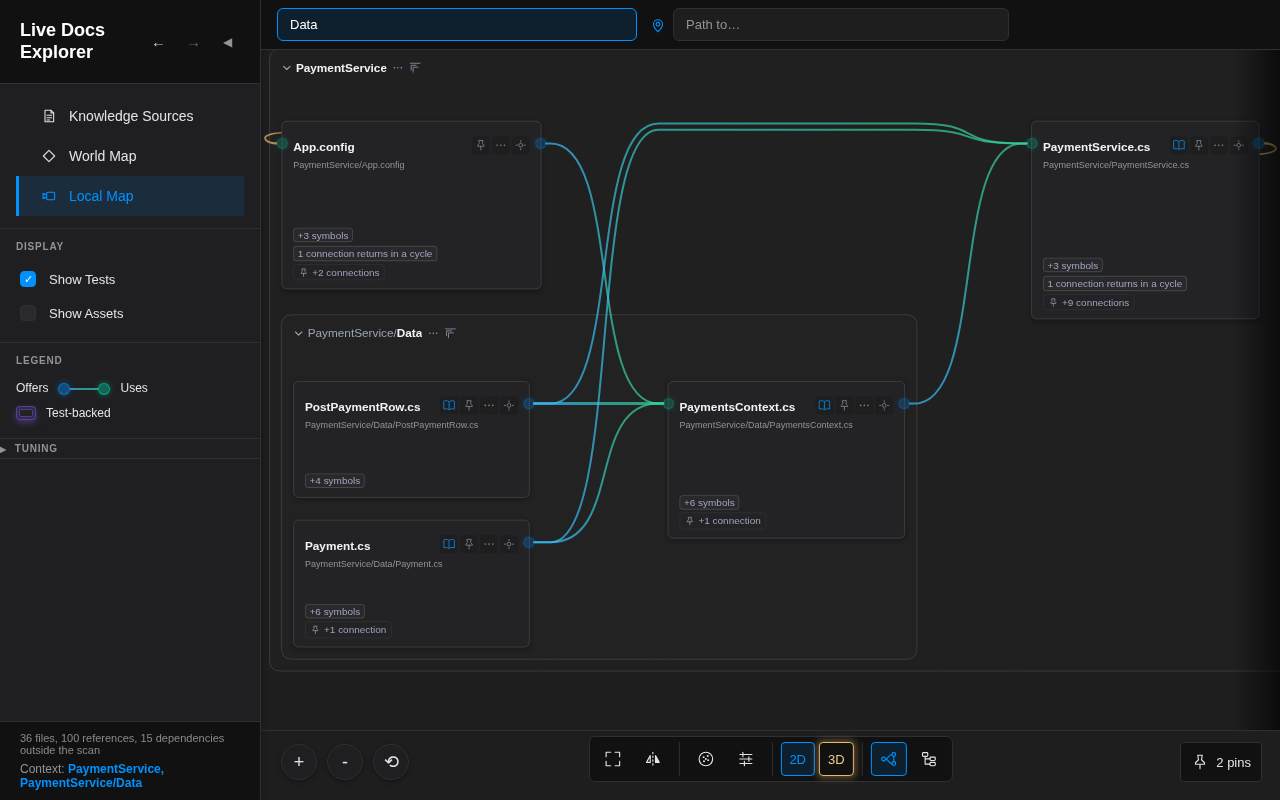 Live Docs
Explorer
Data
Path to…
Knowledge Sources
World Map
Local Map
DISPLAY
Show Tests
Show Assets
LEGEND
Offers
Uses
Test-backed
TUNING
36 files, 100 references, 15 dependencies
outside the scan
Context: PaymentService,
PaymentService/Data
PaymentService
App.config
PaymentService/App.config
+3 symbols
1 connection returns in a cycle
+2 connections
PaymentService.cs
PaymentService/PaymentService.cs
+3 symbols
1 connection returns in a cycle
+9 connections
PaymentService/Data
PostPaymentRow.cs
PaymentService/Data/PostPaymentRow.cs
+4 symbols
PaymentsContext.cs
PaymentService/Data/PaymentsContext.cs
+6 symbols
+1 connection
Payment.cs
PaymentService/Data/Payment.cs
+6 symbols
+1 connection
+
-
2D
3D
2 pins